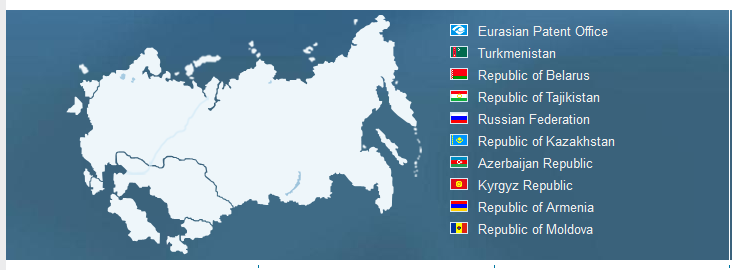 Eurasian Patent Office
Turkmenistan
Republic of Belarus
Republic of Tajikistan
Russian Federation
Republic of Kazakhstan
Azerbaijan Republic
Kyrgyz Republic
Republic of Armenia
Republic of Moldova